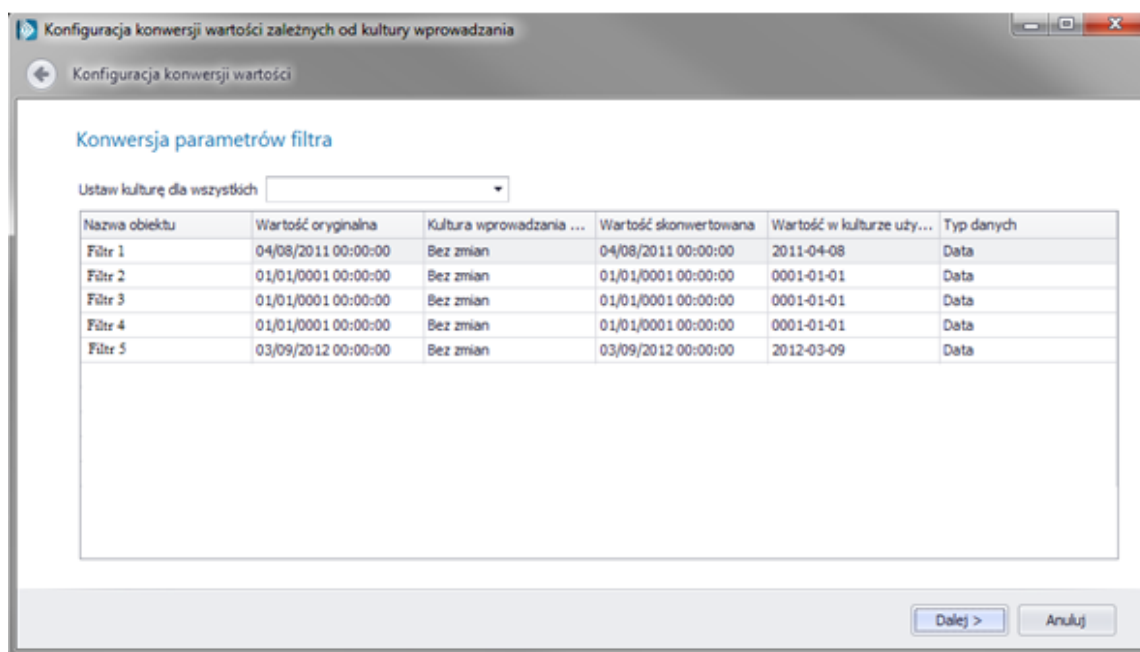 Konfiguracja konwersji wartości zależnych od kultury wprowadzania
Konfiguracja konwersji wartości
Konwersja parametrów filtra
Ustaw kulturę dla wszystkich
Nazwa obiektu Wartość oryginalna Kultura wprowadzania ... Wartość skonwertowana Wartość w kulturze uży... Typ danych
Filtr 1 04/08/2011 00:00:00 Bez zmian 04/08/2011 00:00:00 2011-04-08 Data
Filtr 2 01/01/0001 00:00:00 Bez zmian 01/01/0001 00:00:00 0001-01-01 Data
Filtr 3 01/01/0001 00:00:00 Bez zmian 01/01/0001 00:00:00 0001-01-01 Data
Filtr 4 01/01/0001 00:00:00 Bez zmian 01/01/0001 00:00:00 0001-01-01 Data
Filtr 5 03/09/2012 00:00:00 Bez zmian 03/09/2012 00:00:00 2012-03-09 Data
Dalej > Anuluj